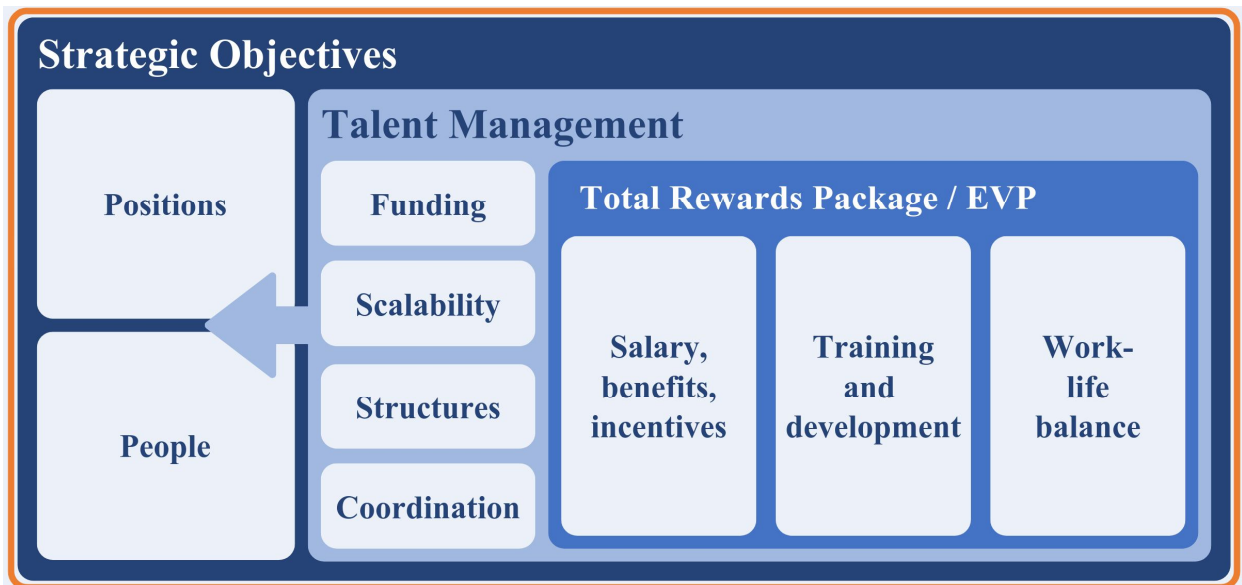 Strategic Objectives
Positions
People
Talent Management
Funding
Scalability
Structures
Coordination
Total Rewards Package / EVP
Salary,
benefits,
incentives
Training
and
development
Work-
life
balance